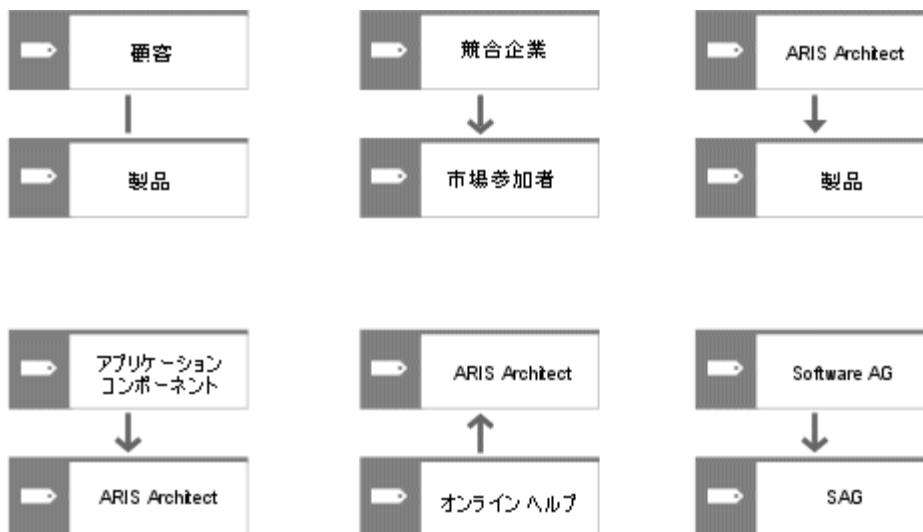 顧客
競合企業
ARIS Architect
製品
市場参加者
製品
アプリケーション
コンポーネント
ARIS Architect
Software AG
ARIS Architect
オンライン ヘルプ
SAG